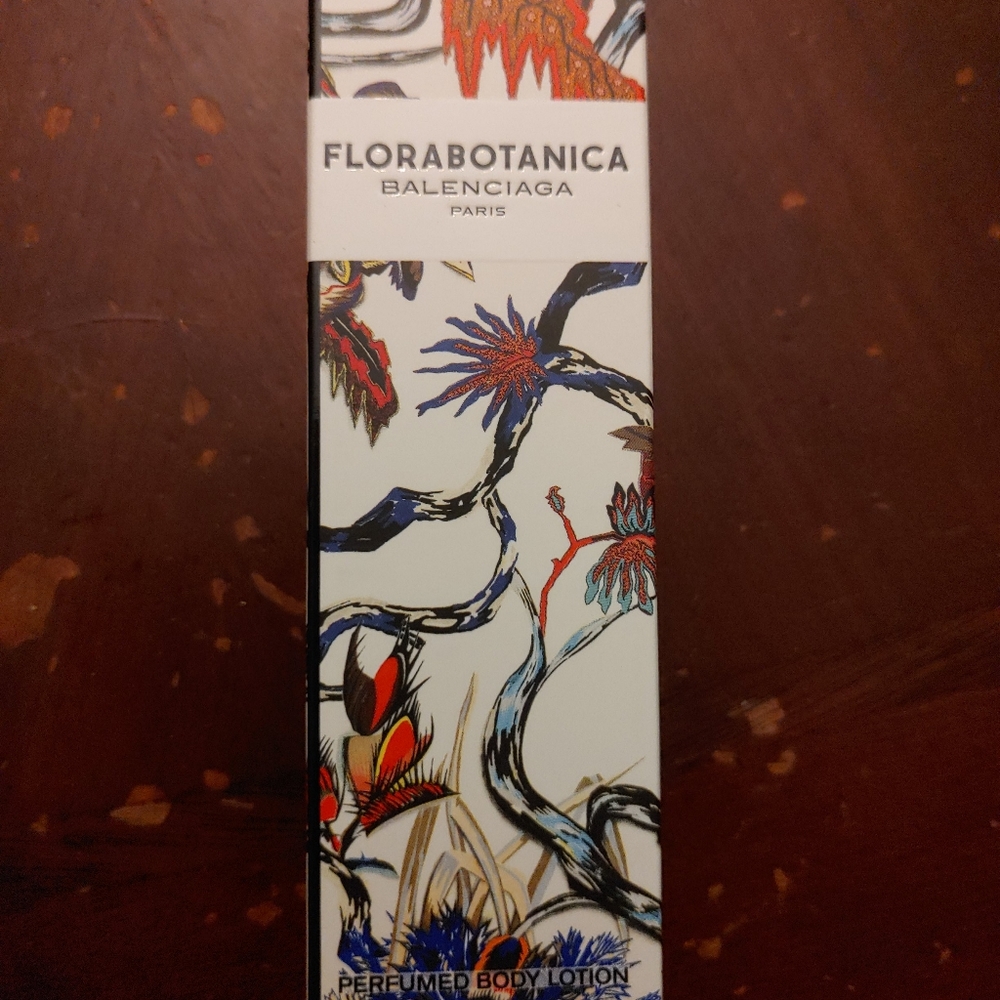 FLORABOTANICA
BALENCIAGA
PARIS
PERFUMED BODY LOTION